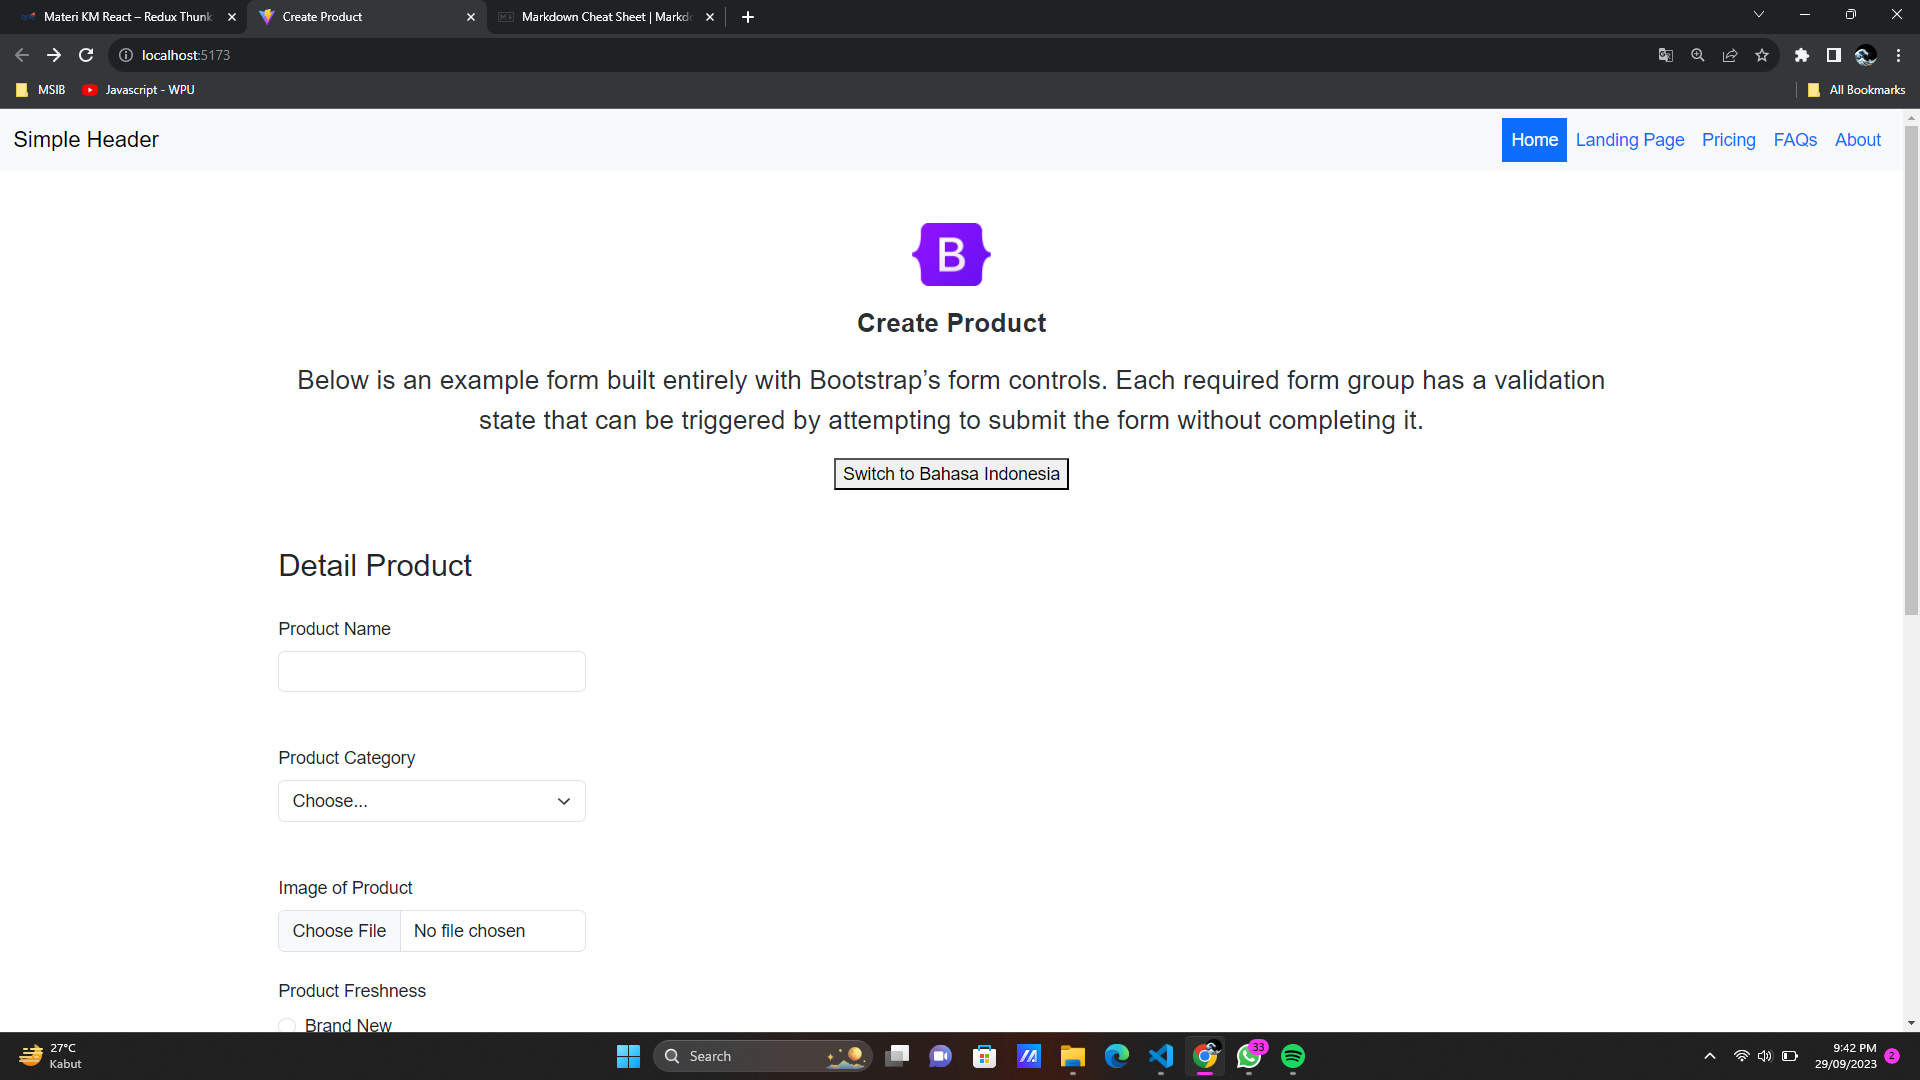 Materi KM React – Redux Thunk
Create Product
Markdown Cheat Sheet | Markd
localhost:5173
MSIB
Javascript - WPU
All Bookmarks
Simple Header
Home
Landing Page
Pricing
FAQs
About
B
Create Product
Below is an example form built entirely with Bootstrap’s form controls. Each required form group has a validation
state that can be triggered by attempting to submit the form without completing it.
Switch to Bahasa Indonesia
Detail Product
Product Name
Product Category
Choose...
Image of Product
Choose File
No file chosen
Product Freshness
Brand New
27°C
Kabut
Search
33
9:42 PM
29/09/2023
2